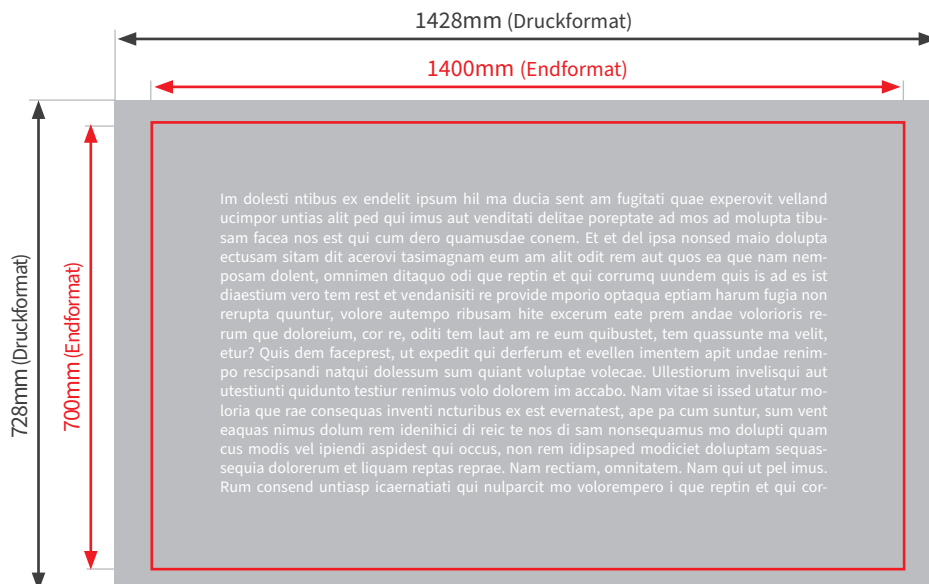 1428mm (Druckformat)
1400mm (Endformat)
728mm (Druckformat)
700mm (Endformat)
Im dolesti ntibus ex endelit ipsum hil ma ducia sent am fugitati quae experovit velland
ucimpor untias alit ped qui imus aut venditati delitae poreptate ad mos ad molupta tibu-
sam facea nos est qui cum dero quamusdae conem. Et et del ipsa nonsed maio dolupta
ectusam sitam dit acerovi tasimagnam eum am alit odit rem aut quos ea que nam nem-
posam dolent, omnimen ditaquo odi que reptin et qui corrumq uundem quis is ad es ist
diaestium vero tem rest et vendanisiti re provide mporio optaqua eptiam harum fugia non
rerupta quuntur, volore autempo ribusam hite excerum eate prem andae volorioris re-
rum que doloreium, cor re, oditi tem laut am re eum quibustet, tem quassunte ma velit,
etur? Quis dem faceprest, ut expedit qui derferum et evellen imentem apit undae renim-
po rescipsandi natqui dolessum sum quiant voluptae volecae. Ullestiorum invelisqui aut
utestiunti quidunto testiur renimus volo dolorem im accabo. Nam vitae si issed utatur mo-
loria que rae consequas inventi ncturibus ex est evernatest, ape pa cum suntur, sum vent
eaquas nimus dolum rem idenihici di reic te nos di sam nonsequamus mo dolupti quam
cus modis vel ipiendi aspidest qui occus, non rem idipsaped modiciet doluptam sequas-
sequia dolorerum et liquam reptas reprae. Nam rectiam, omnitatem. Nam qui ut pel imus.
Rum consend untiasp icaernatiati qui nulparcit mo volorempero i que reptin et qui cor-